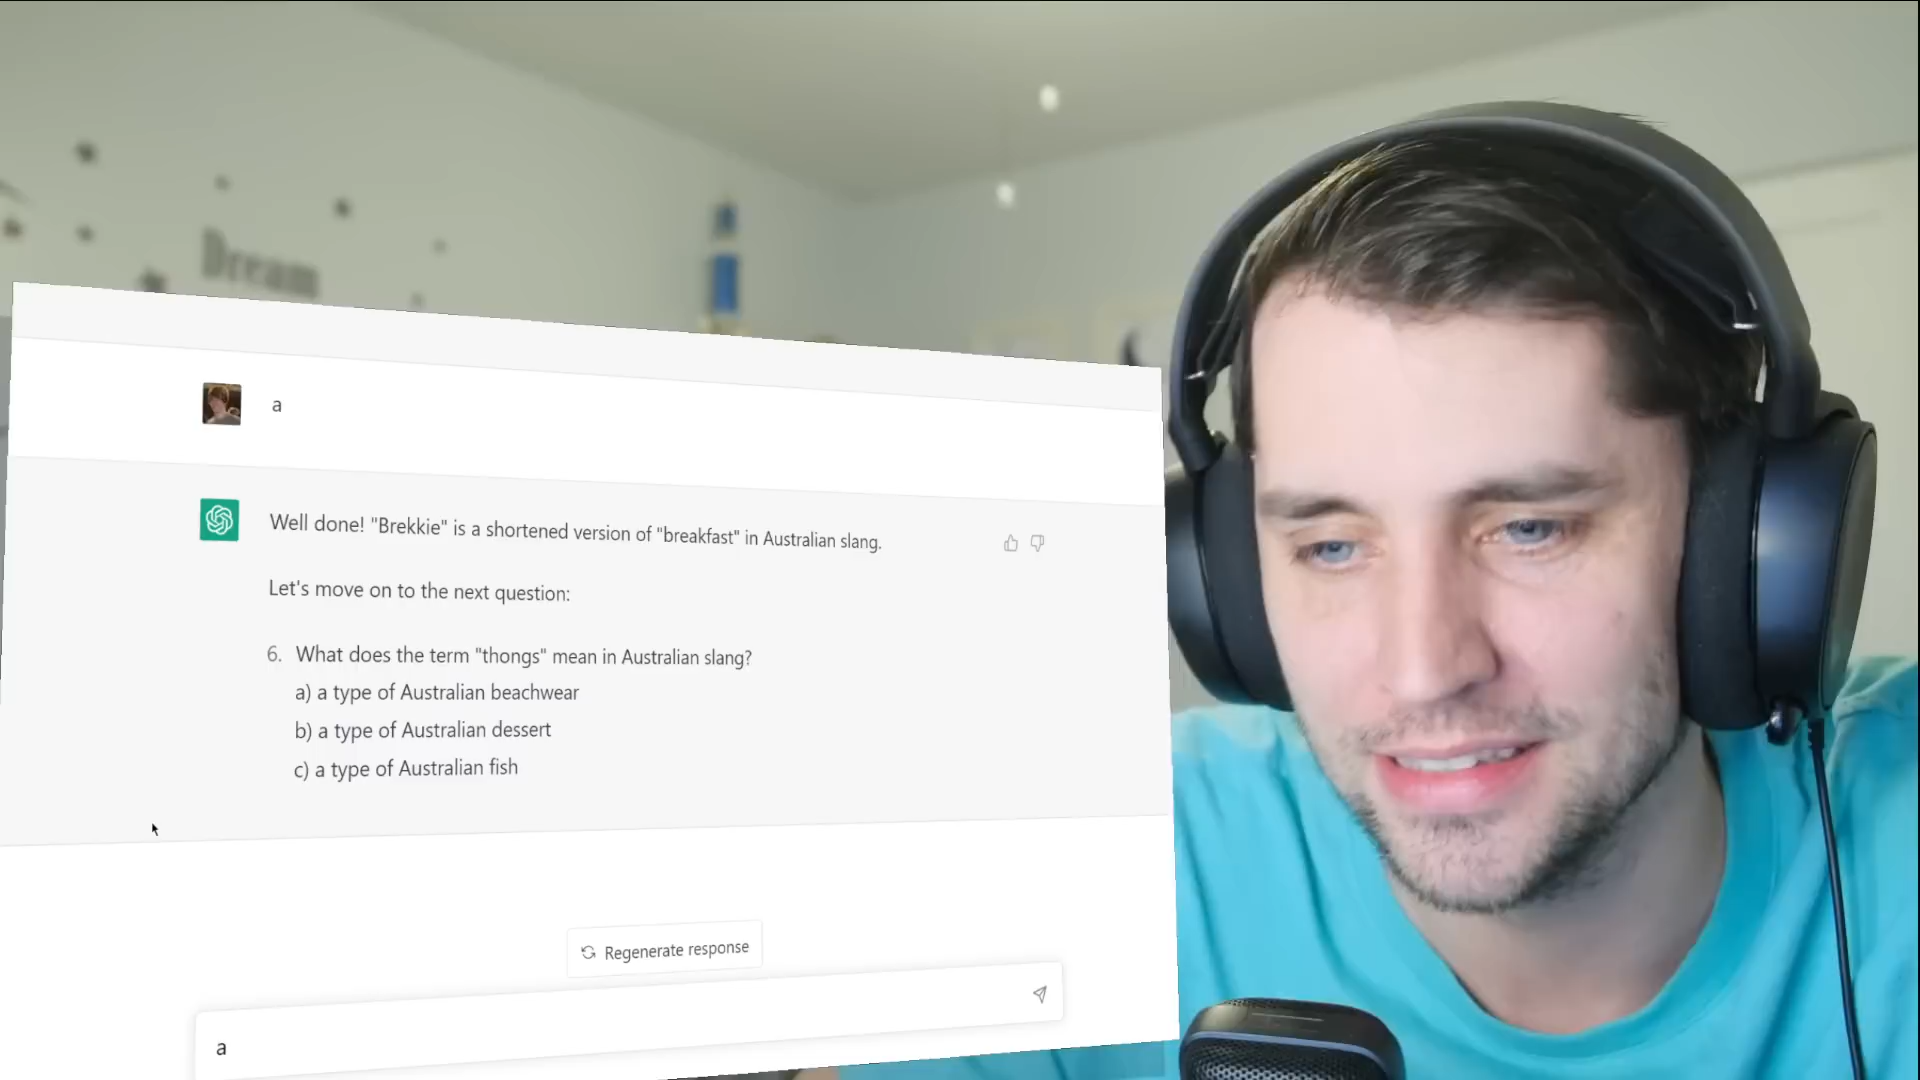 Dream
a
Well done! "Brekkie" is a shortened version of "breakfast" in Australian slang.
Let's move on to the next question:
6. What does the term "thongs" mean in Australian slang?
a) a type of Australian beachwear
b) a type of Australian dessert
c) a type of Australian fish
Regenerate response
a